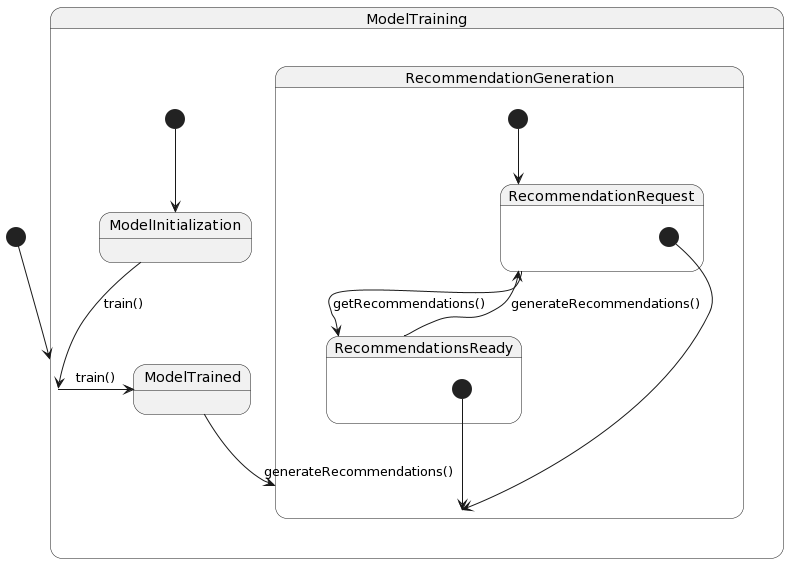 ModelTraining
RecommendationGeneration
RecommendationRequest
ModelInitialization
train()
getRecommendations()
generateRecommendations()
RecommendationsReady
train()
ModelTrained
generateRecommendations()